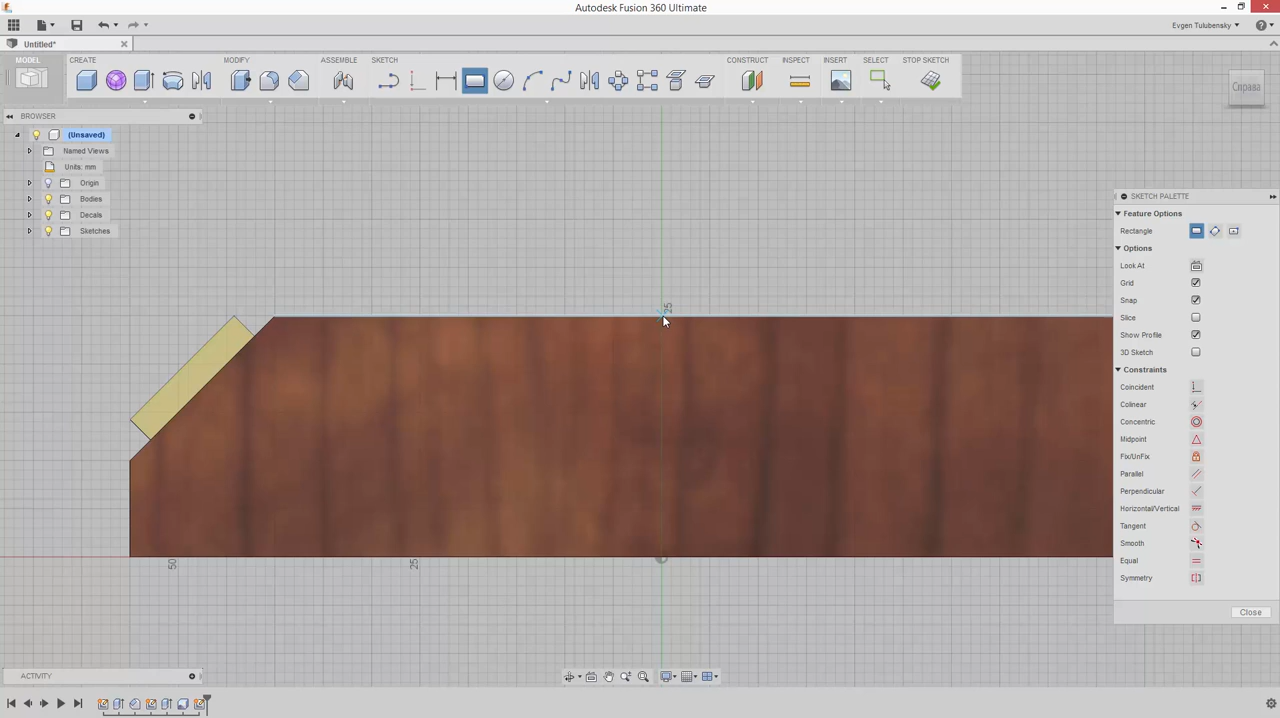 Autodesk Fusion 360 Ultimate
Evgen Tulubensky
Untitled*
MODEL
CREATE
MODIFY
ASSEMBLE
SKETCH
CONSTRUCT
INSPECT
INSERT
SELECT
STOP SKETCH
BROWSER
(Unsaved)
Named Views
Units: mm
Origin
Bodies
Decals
Sketches
Справа
SKETCH PALETTE
Feature Options
Rectangle
Options
Look At
Grid
Snap
Slice
Show Profile
3D Sketch
Constraints
Coincident
Colinear
Concentric
Midpoint
Fix/UnFix
Parallel
Perpendicular
Horizontal/Vertical
Tangent
Smooth
Equal
Symmetry
Close
25
50
25
ACTIVITY